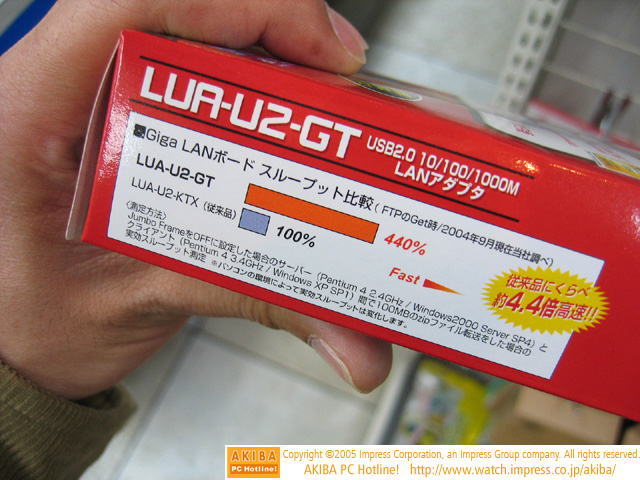 LUA-U2-GT
USB2.0 10/100/1000M
LANアダプタ
■Giga LANボード スループット比較(FTPのGet時/2004年9月現在当社調べ)
LUA-U2-GT
440%
LUA-U2-KTX (従来品)
100%
Fast
従来品にくらべ
約4.4倍高速!!
〈測定方法〉
Jumbo FrameをOFFに設定した場合のサーバー(Pentium 4 2.4GHz / Windows2000 Server SP4)と
クライアント(Pentium 4 3.4GHz / Windows XP SP1)間で100MBのzipファイル転送をした場合の
実効スループット測定 ※パソコンの環境によって実効スループットは変化します。
AKIBA
PC Hotline!
Copyright ©2005 Impress Corporation, an Impress Group company. All rights reserved.
AKIBA PC Hotline! http://www.watch.impress.co.jp/akiba/